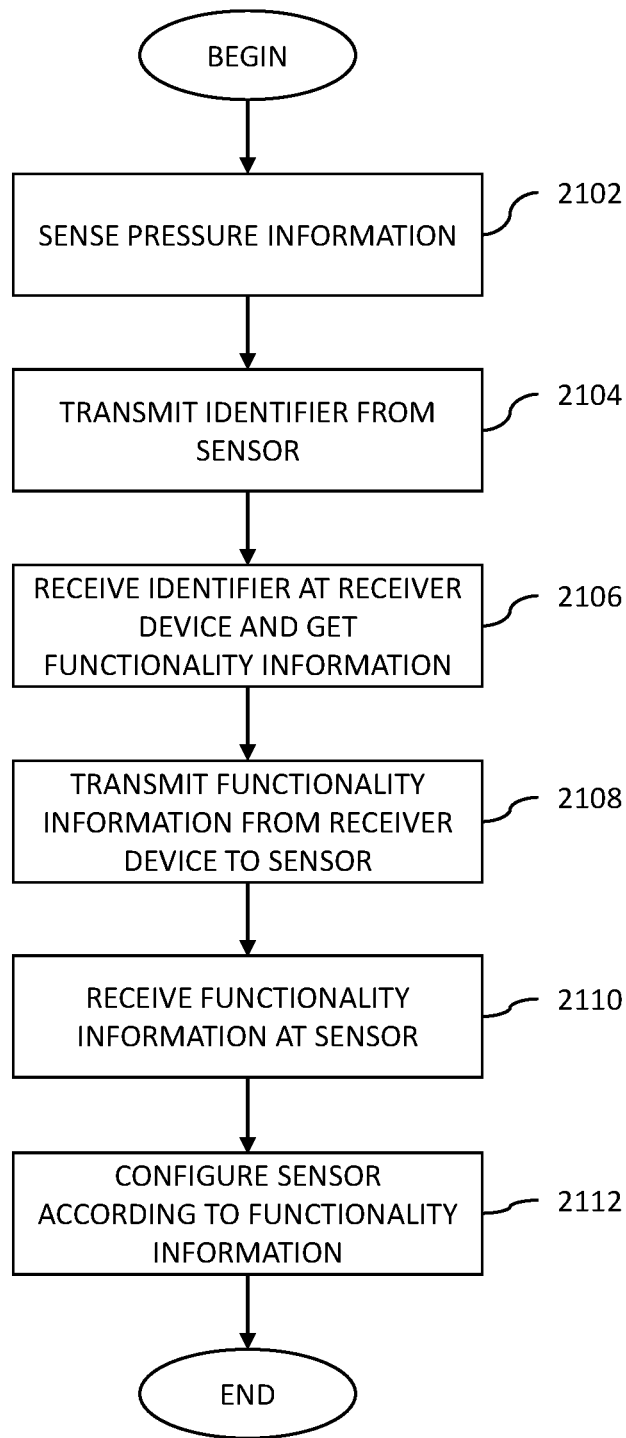 BEGIN
SENSE PRESSURE INFORMATION
2102
TRANSMIT IDENTIFIER FROM
SENSOR
2104
RECEIVE IDENTIFIER AT RECEIVER
DEVICE AND GET
FUNCTIONALITY INFORMATION
2106
TRANSMIT FUNCTIONALITY
INFORMATION FROM RECEIVER
DEVICE TO SENSOR
2108
RECEIVE FUNCTIONALITY
INFORMATION AT SENSOR
2110
CONFIGURE SENSOR
ACCORDING TO FUNCTIONALITY
INFORMATION
2112
END